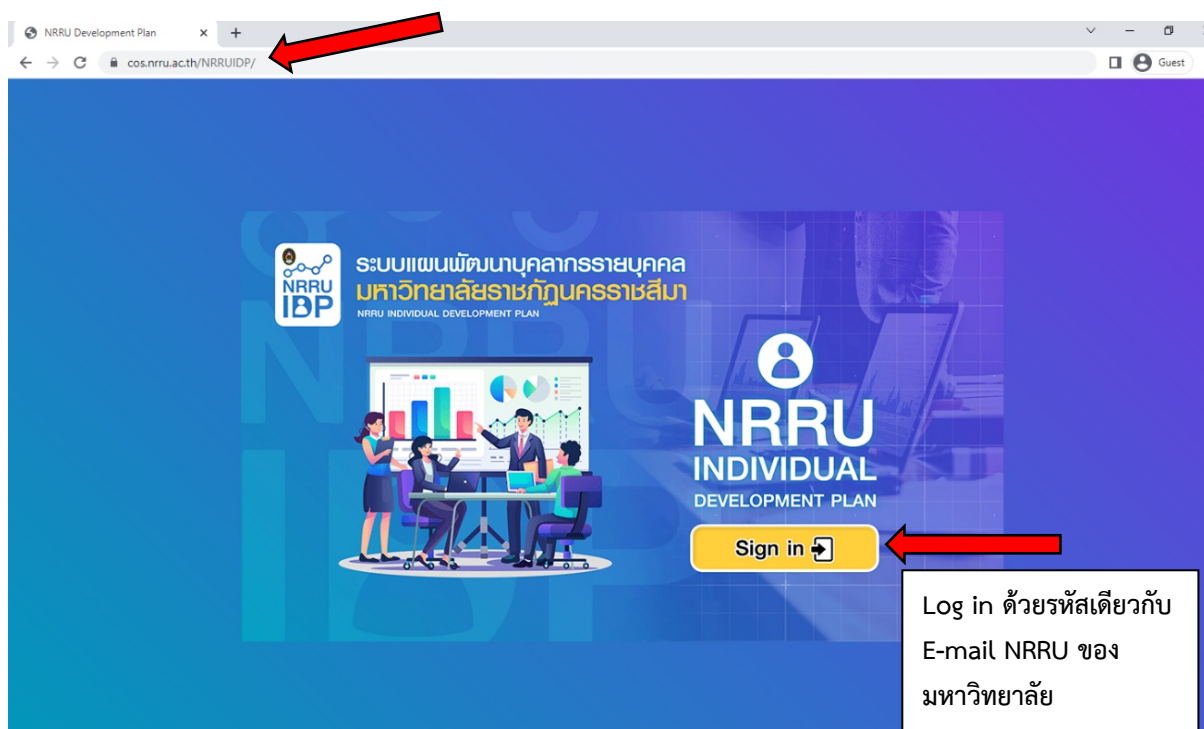 NRRU Development Plan
cos.nrru.ac.th/NRRUIDP/
Guest
NRRU
IDP
ระบบแผนพัฒนาบุคลากรรายบุคคล
มหาวิทยาลัยราชภัฏนครราชสีมา
NRRU INDIVIDUAL DEVELOPMENT PLAN
NRRU
INDIVIDUAL
DEVELOPMENT PLAN
Sign in
Log in ด้วยรหัสเดียวกับ
E-mail NRRU ของ
มหาวิทยาลัย